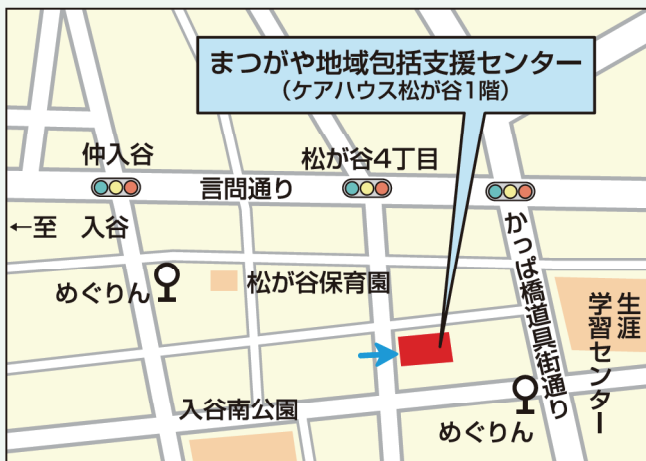 まつがや地域包括支援センター
（ケアハウス松が谷1階）
仲入谷
松が谷4丁目
言問通り
←至 入谷
かっぱ橋道具街通り
めぐりん
松が谷保育園
生涯
学習センター
入谷南公園
めぐりん